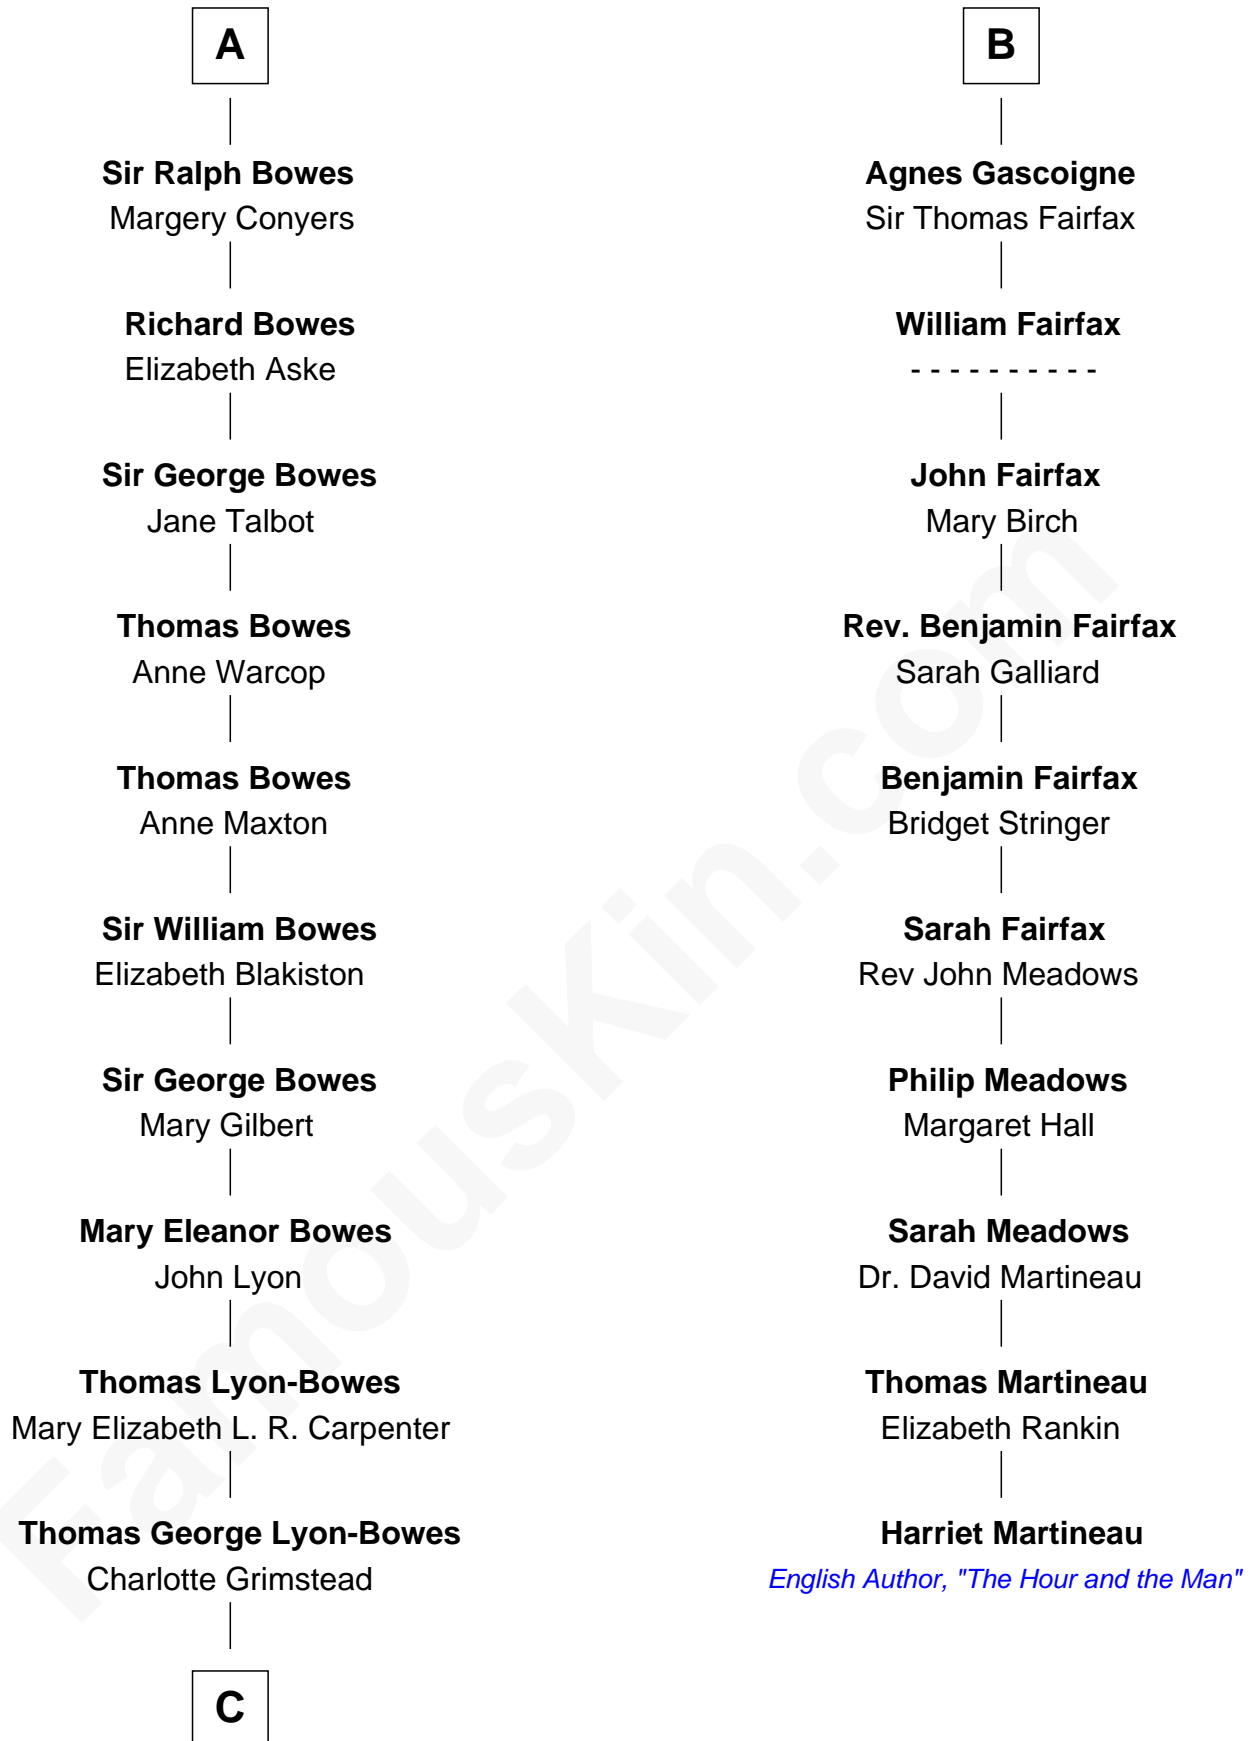 A
Sir Ralph Bowes
Margery Conyers
Richard Bowes
Elizabeth Aske
Sir George Bowes
Jane Talbot
Thomas Bowes
Anne Warcop
Thomas Bowes
Anne Maxton
Sir William Bowes
Elizabeth Blakiston
Sir George Bowes
Mary Gilbert
Mary Eleanor Bowes
John Lyon
Thomas Lyon-Bowes
Mary Elizabeth L. R. Carpenter
Thomas George Lyon-Bowes
Charlotte Grimstead
C
B
Agnes Gascoigne
Sir Thomas Fairfax
William Fairfax
- - - - - - - - - -
John Fairfax
Mary Birch
Rev. Benjamin Fairfax
Sarah Galliard
Benjamin Fairfax
Bridget Stringer
Sarah Fairfax
Rev John Meadows
Philip Meadows
Margaret Hall
Sarah Meadows
Dr. David Martineau
Thomas Martineau
Elizabeth Rankin
Harriet Martineau
English Author, "The Hour and the Man"
FamousKin.com